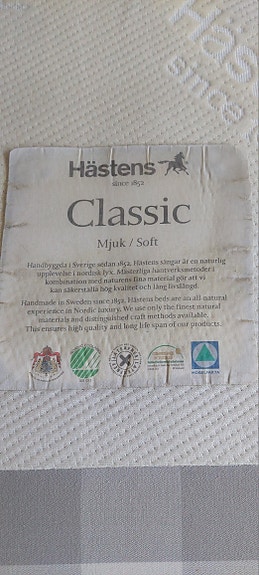 Häs
since
Hästens
since 1852
Classic
Mjuk / Soft
Handbyggda i Sverige sedan 1852. Hästens sängar är en naturlig
upplevelse i nordisk lyx. Mästerliga hantverksmetoder i
kombination med naturens fina material gör att vi
kan säkerställa hög kvalitet och lång livslängd.
Handmade in Sweden since 1852, Hästens beds are an all-natural
experience in Nordic luxury. We use only the finest natural
materials and distinguished craft methods available.
This ensures high quality and long life span of our products.
MÖBELFAKTA